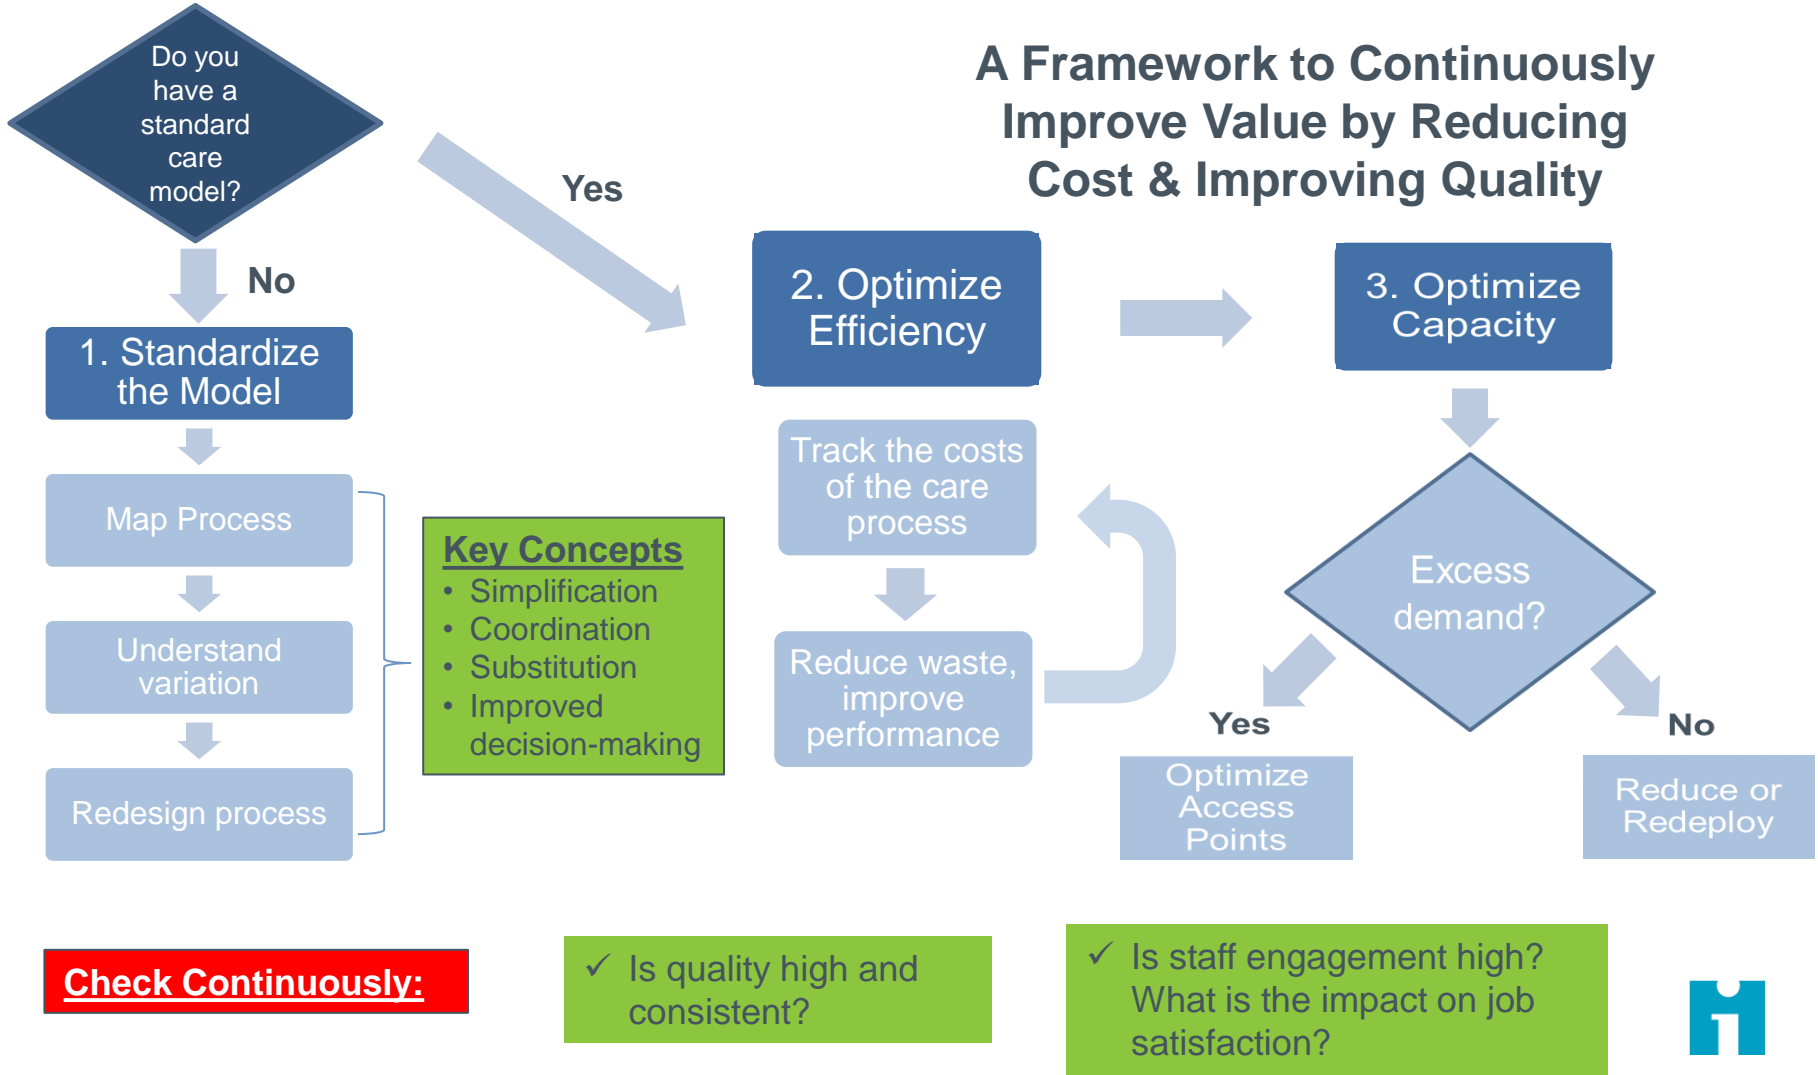 Do you
have a
standard
care
model?
A Framework to Continuously
Improve Value by Reducing
Cost & Improving Quality
Yes
No
1. Standardize
the Model
Map Process
Understand
variation
Redesign process
Key Concepts
• Simplification
• Coordination
• Substitution
• Improved
decision-making
2. Optimize
Efficiency
Track the costs
of the care
process
Reduce waste,
improve
performance
3. Optimize
Capacity
Excess
demand?
Yes
No
Optimize
Access
Points
Reduce or
Redeploy
Check Continuously:
✓ Is quality high and
consistent?
✓ Is staff engagement high?
What is the impact on job
satisfaction?